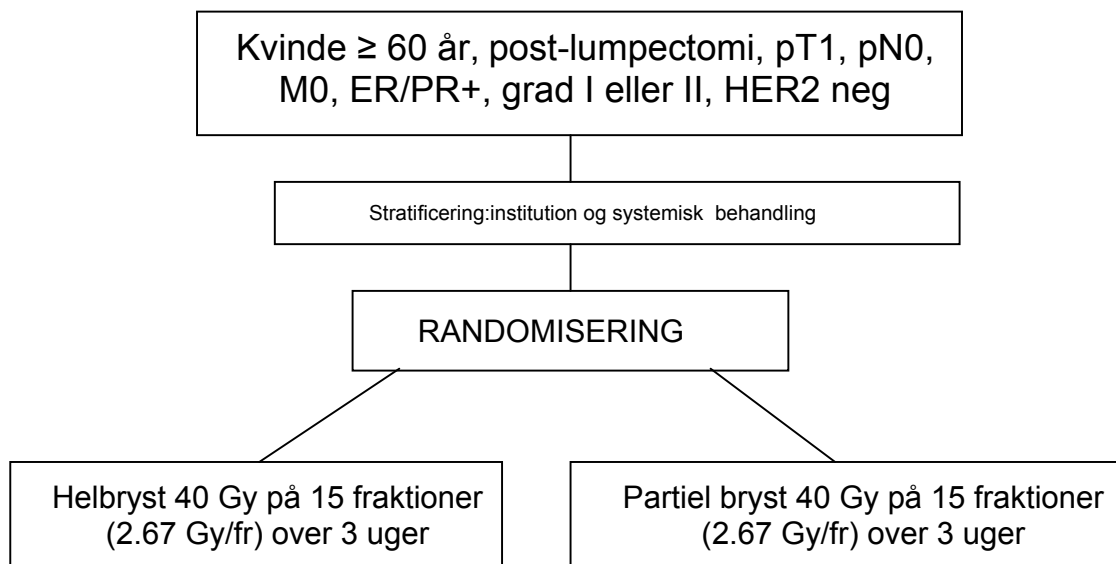 Kvinde ≥ 60 år, post-lumpectomi, pT1, pN0,
M0, ER/PR+, grad I eller II, HER2 neg
Stratificering:institution og systemisk behandling
RANDOMISERING
Helbryst 40 Gy på 15 fraktioner
(2.67 Gy/fr) over 3 uger
Partiel bryst 40 Gy på 15 fraktioner
(2.67 Gy/fr) over 3 uger